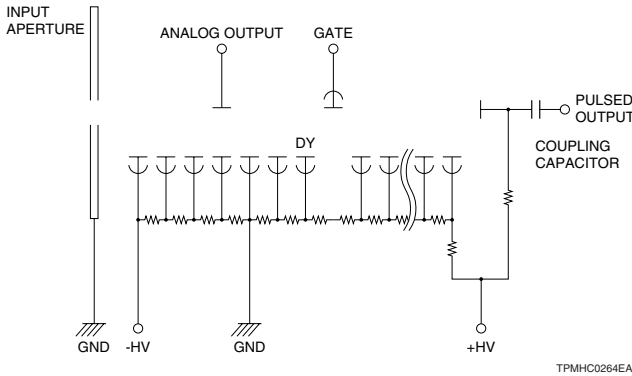 INPUT
APERTURE
ANALOG OUTPUT
GATE
PULSED
OUTPUT
COUPLING
CAPACITOR
DY
GND
-HV
GND
+HV
TPMHC0264EA